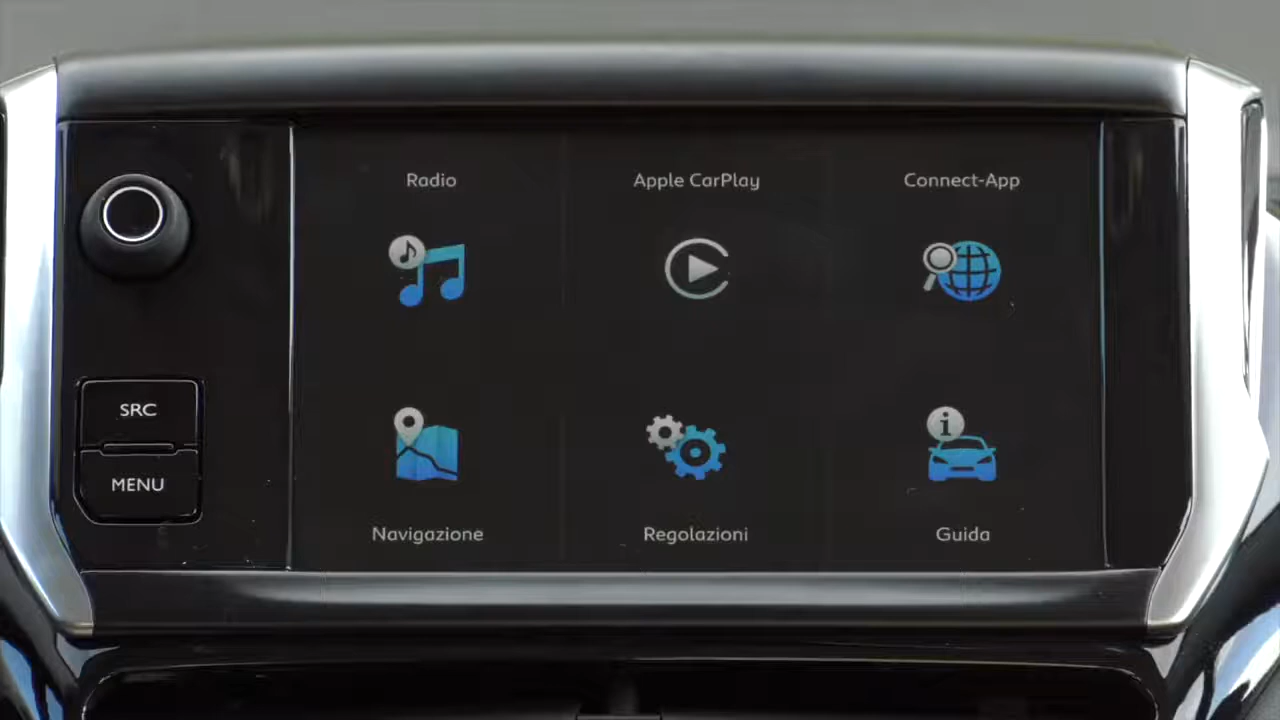 Radio
Apple CarPlay
Connect-App
SRC
MENU
Navigazione
Regolazioni
Guida